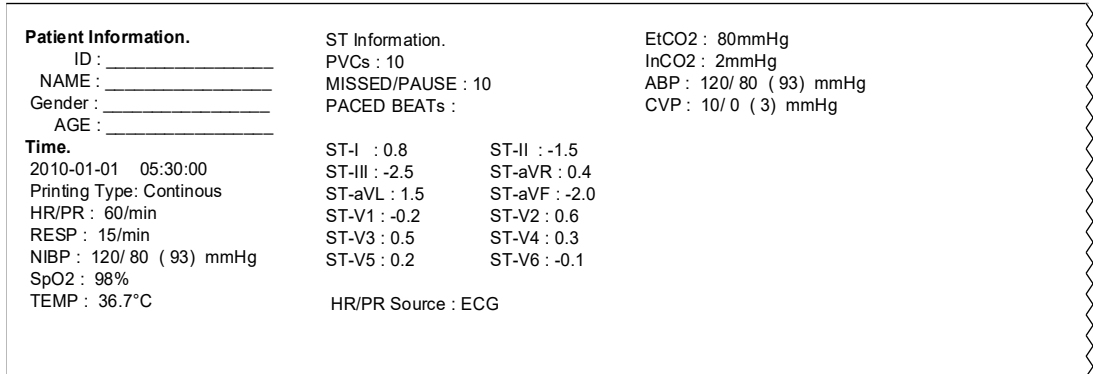 Patient Information.
ID : __________________
NAME : __________________
Gender : __________________
AGE : __________________
Time.
2010-01-01 05:30:00
Printing Type: Continous
HR/PR : 60/min
RESP : 15/min
NIBP : 120/ 80 ( 93) mmHg
SpO2 : 98%
TEMP : 36.7°C
ST Information.
PVCs : 10
MISSED/PAUSE : 10
PACED BEATs :
ST-I : 0.8 ST-II : -1.5
ST-III : -2.5 ST-aVR : 0.4
ST-aVL : 1.5 ST-aVF : -2.0
ST-V1 : -0.2 ST-V2 : 0.6
ST-V3 : 0.5 ST-V4 : 0.3
ST-V5 : 0.2 ST-V6 : -0.1
HR/PR Source : ECG
EtCO2 : 80mmHg
InCO2 : 2mmHg
ABP : 120/ 80 ( 93) mmHg
CVP : 10/ 0 ( 3) mmHg